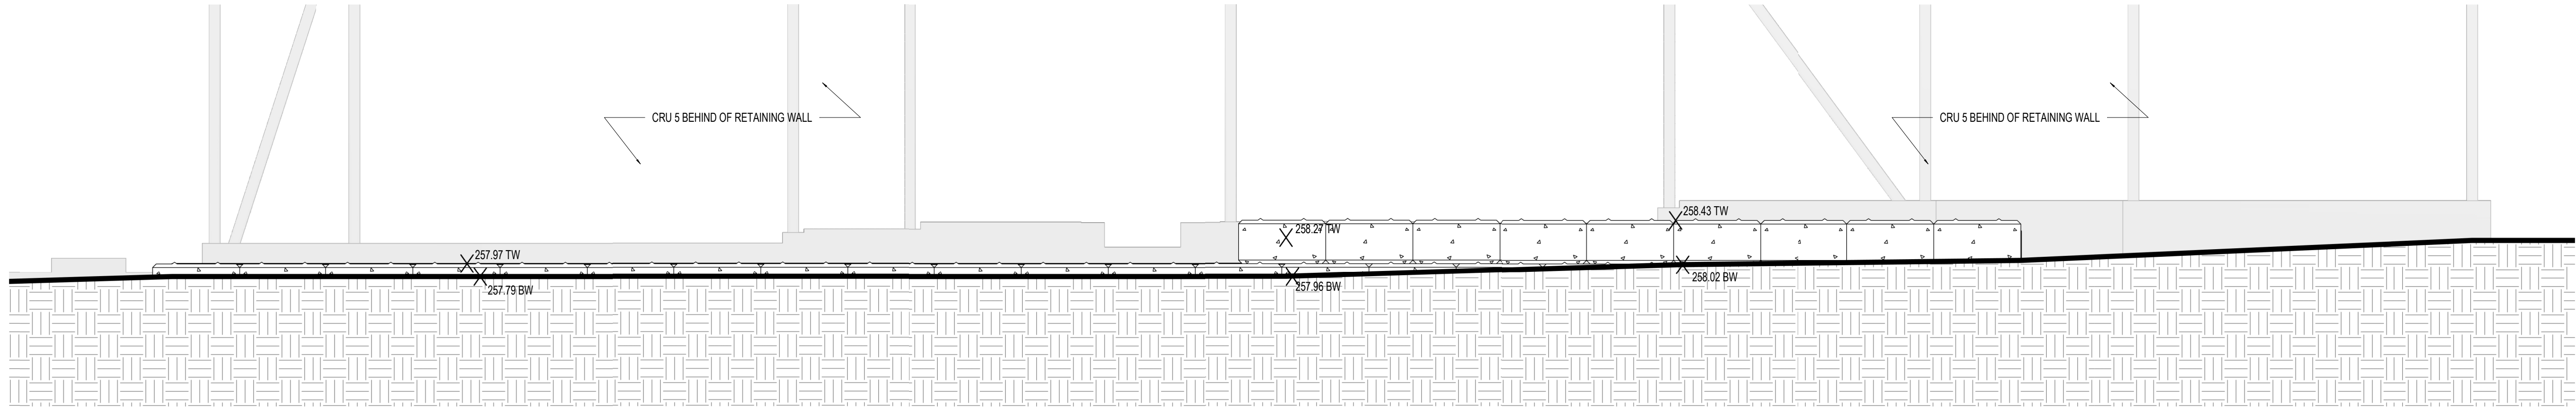 CRU 5 BEHIND OF RETAINING WALL
CRU 5 BEHIND OF RETAINING WALL
258.43 TW
258.27 TW
257.97 TW
258.02 BW
257.96 BW
257.79 BW